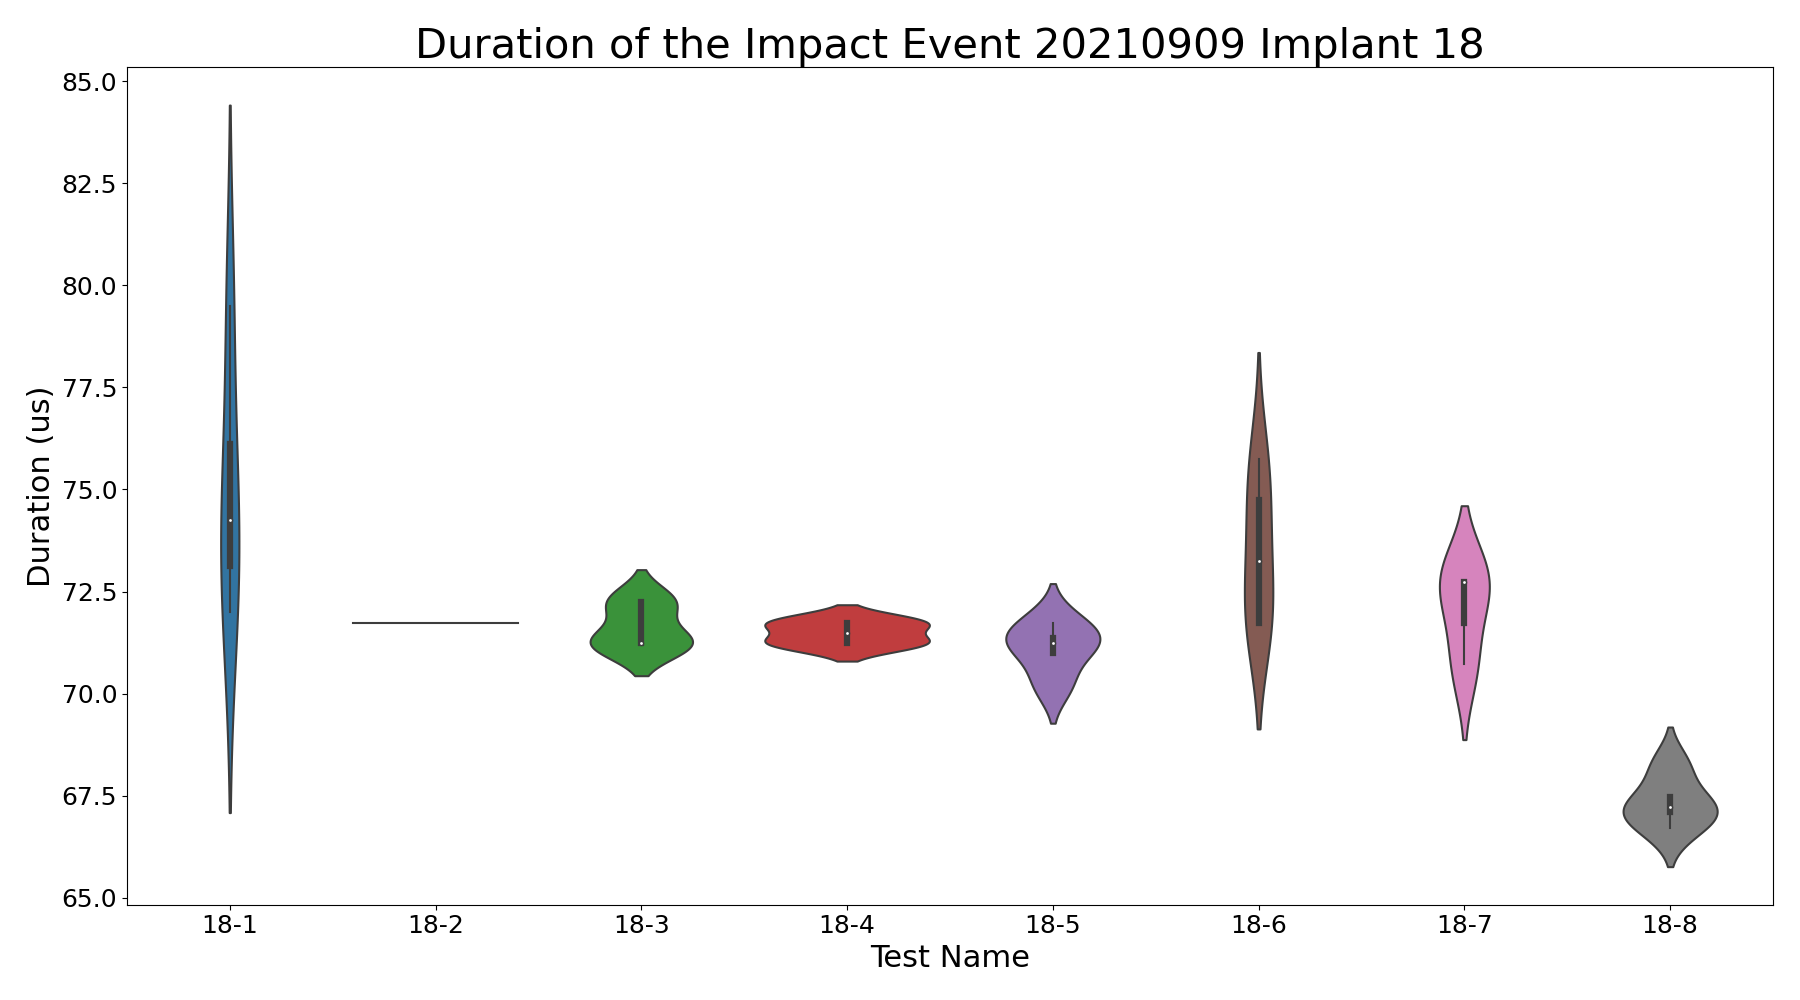 Duration of the Impact Event 20210909 Implant 18
85.0
82.5
80.0
77.5
75.0
72.5
70.0
67.5
65.0
Duration (us)
18-1 18-2 18-3 18-4 18-5 18-6 18-7 18-8
Test Name